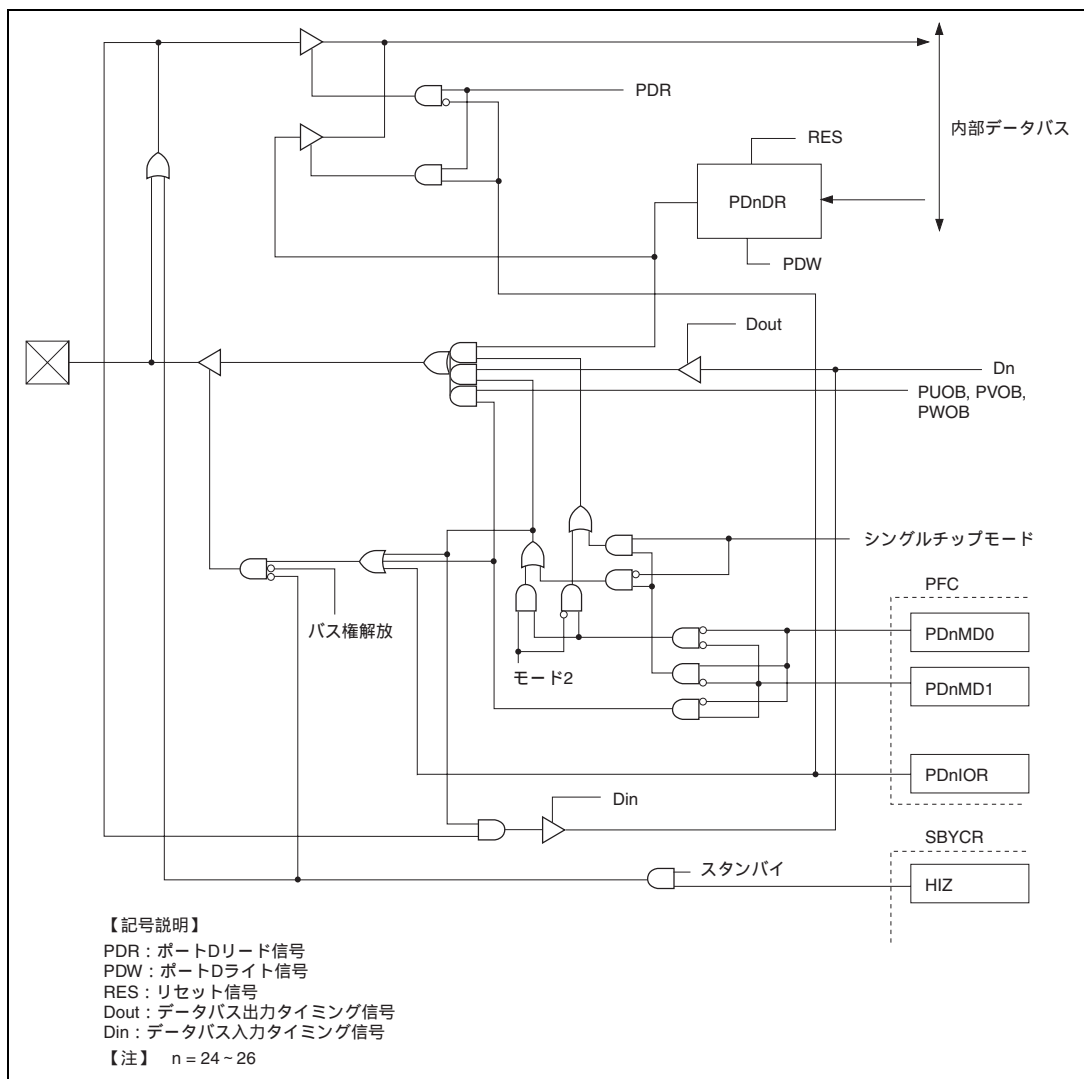 PDR
内部データバス
RES
PDnDR
PDW
Dout
Dn
PUOB, PVOB,
PWOB
シングルチップモード
PFC
バス権解放
PDnMD0
モード2
PDnMD1
PDnIOR
Din
SBYCR
スタンバイ
HIZ
【記号説明】
PDR：ポートDリード信号
PDW：ポートDライト信号
RES：リセット信号
Dout：データバス出力タイミング信号
Din：データバス入力タイミング信号
【注】 n = 24 ~ 26